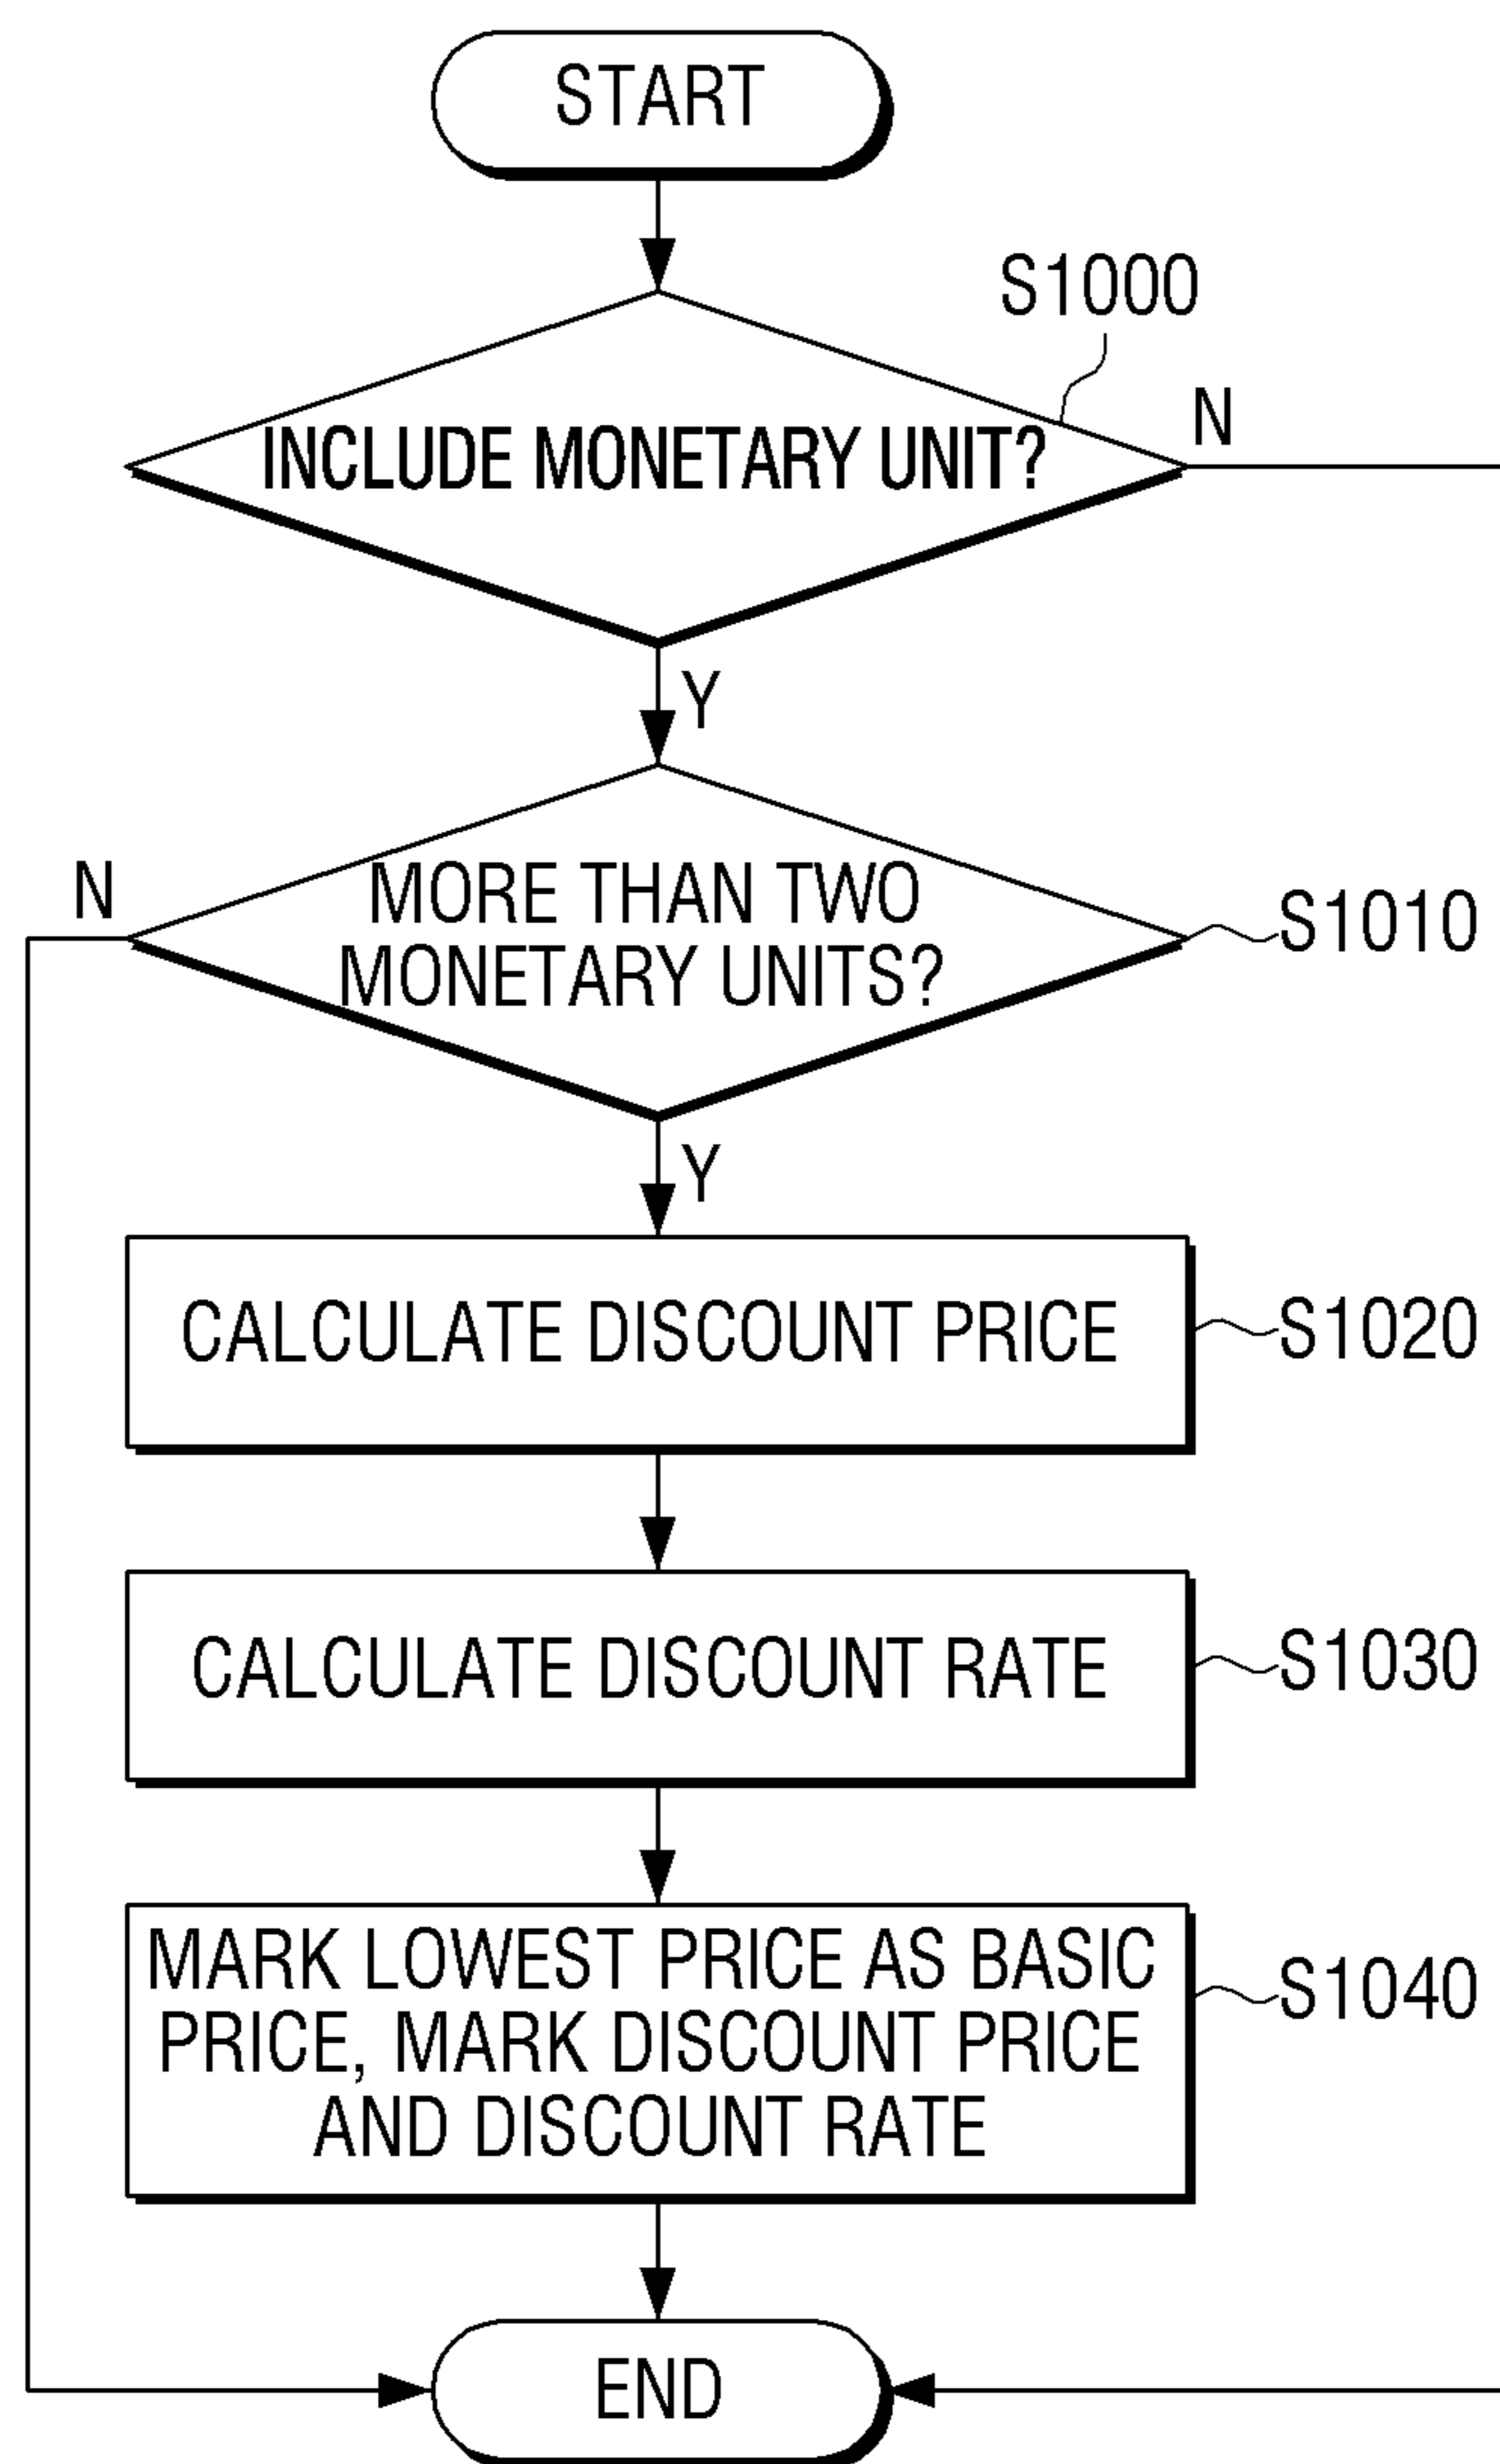 START
S1000
INCLUDE MONETARY UNIT?
N
Y
N
MORE THAN TWO
MONETARY UNITS?
S1010
Y
CALCULATE DISCOUNT PRICE
S1020
CALCULATE DISCOUNT RATE
S1030
MARK LOWEST PRICE AS BASIC
PRICE, MARK DISCOUNT PRICE
AND DISCOUNT RATE
S1040
END